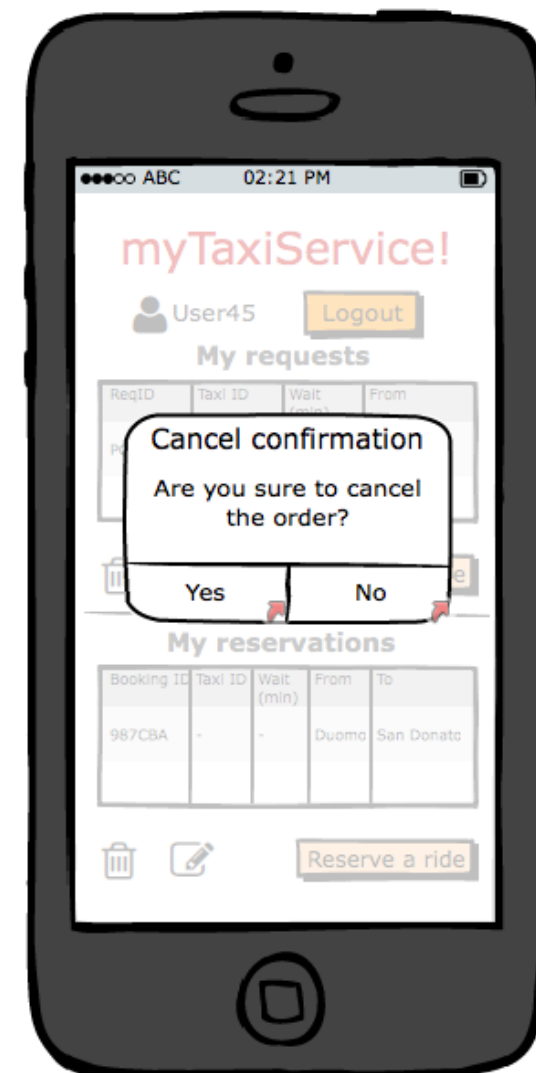 ABC 02:21 PM
myTaxiService!
User45 Logout
My requests
ReqID Taxi ID Wait From
(min)
Cancel confirmation
Are you sure to cancel
the order?
Yes No
My reservations
Booking ID Taxi ID Wait From To
(min)
987CBA - - Duomo San Donato
Reserve a ride